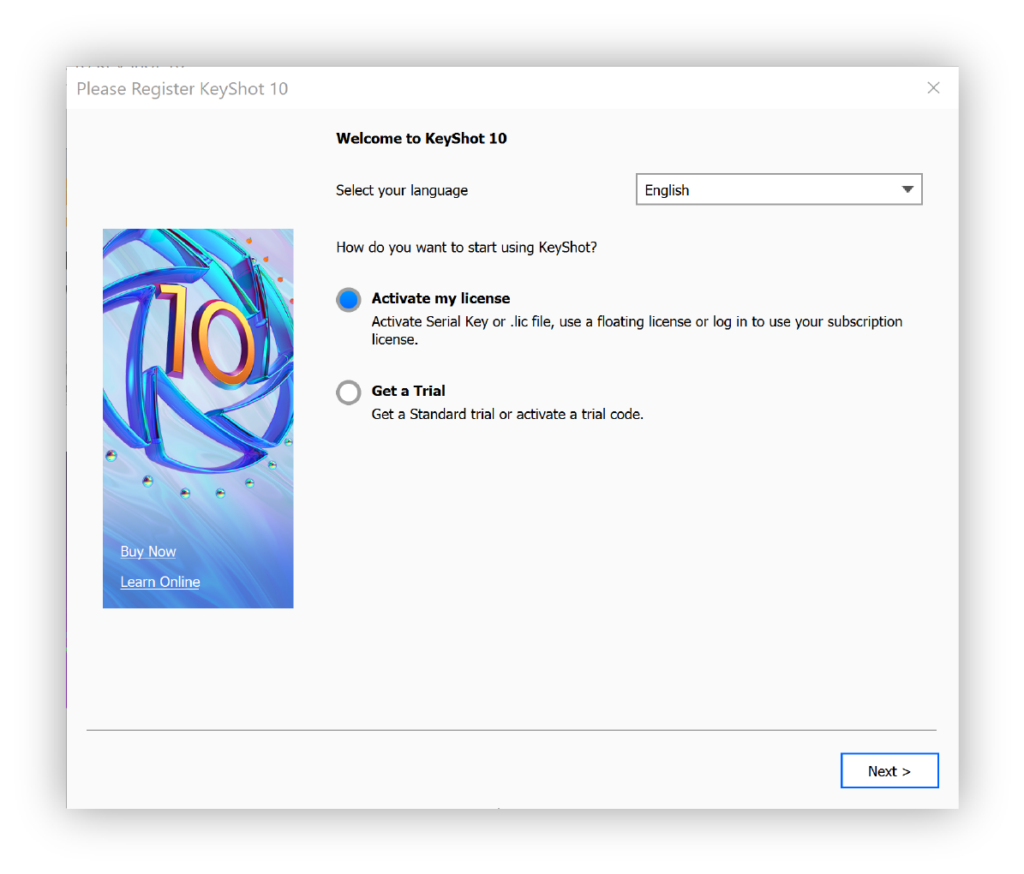 Please Register KeyShot 10
Welcome to KeyShot 10
Select your language
English
How do you want to start using KeyShot?
Activate my license
Activate Serial Key or .lic file, use a floating license or log in to use your subscription
license.
Get a Trial
Get a Standard trial or activate a trial code.
10
Buy Now
Learn Online
Next >